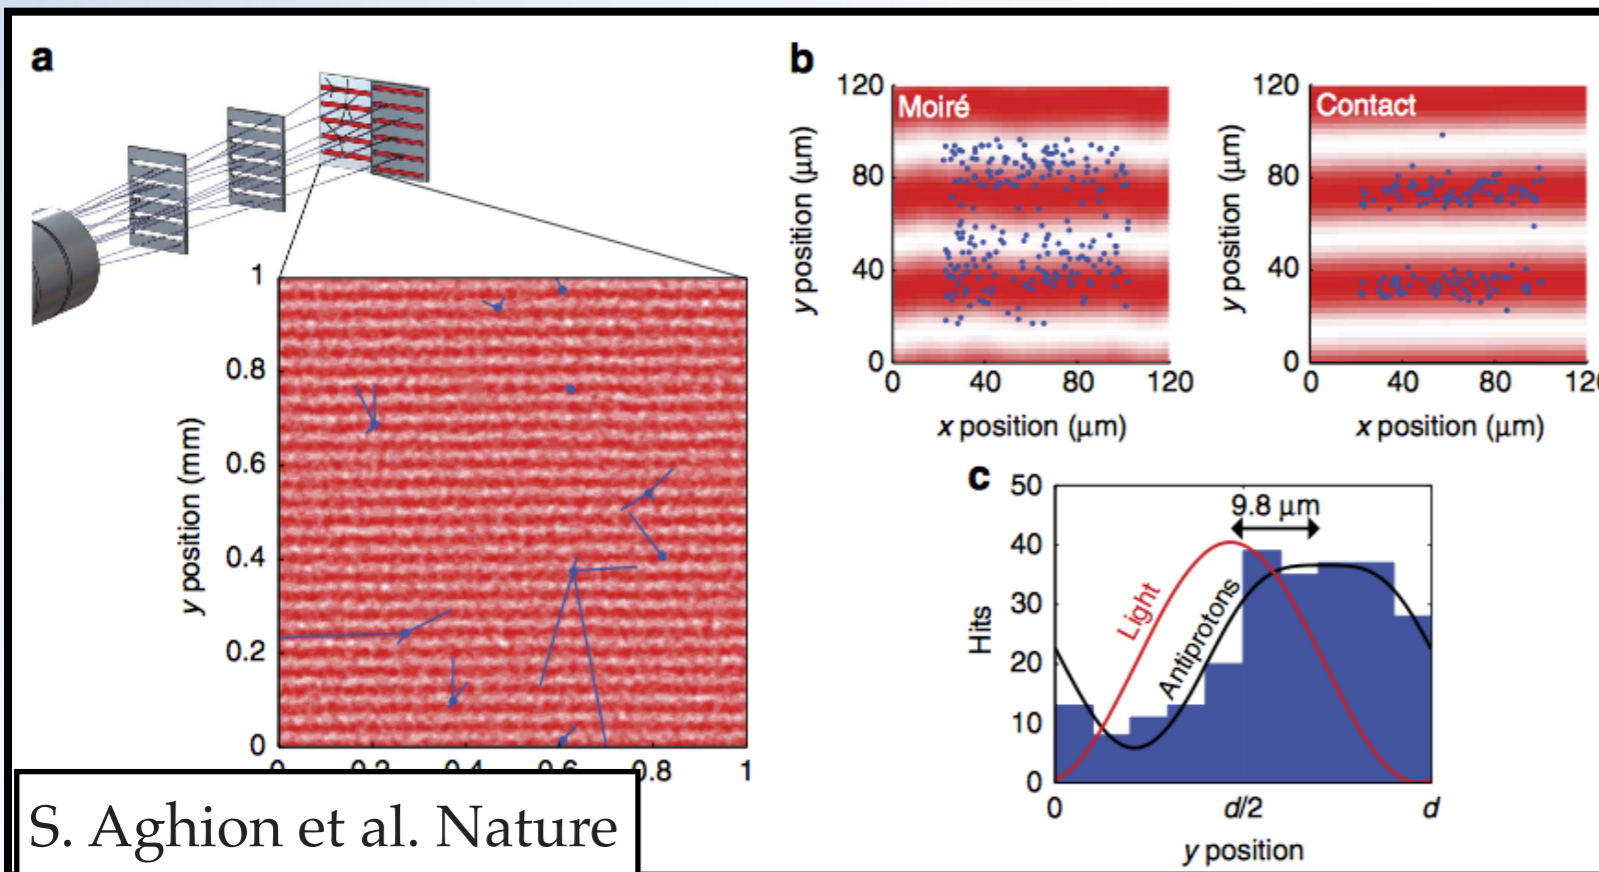 a
1
0.8
0.6
0.4
0.2
0
y position (mm)
0.8
1
b
120
80
40
0
y position (μm)
Moiré
0
40
80
120
x position (μm)
120
80
40
0
y position (μm)
Contact
0
40
80
x position (μm)
c
50
40
30
20
10
0
Hits
9.8 μm
Light
Antiprotons
0
d/2
d
y position
S. Aghion et al. Nature